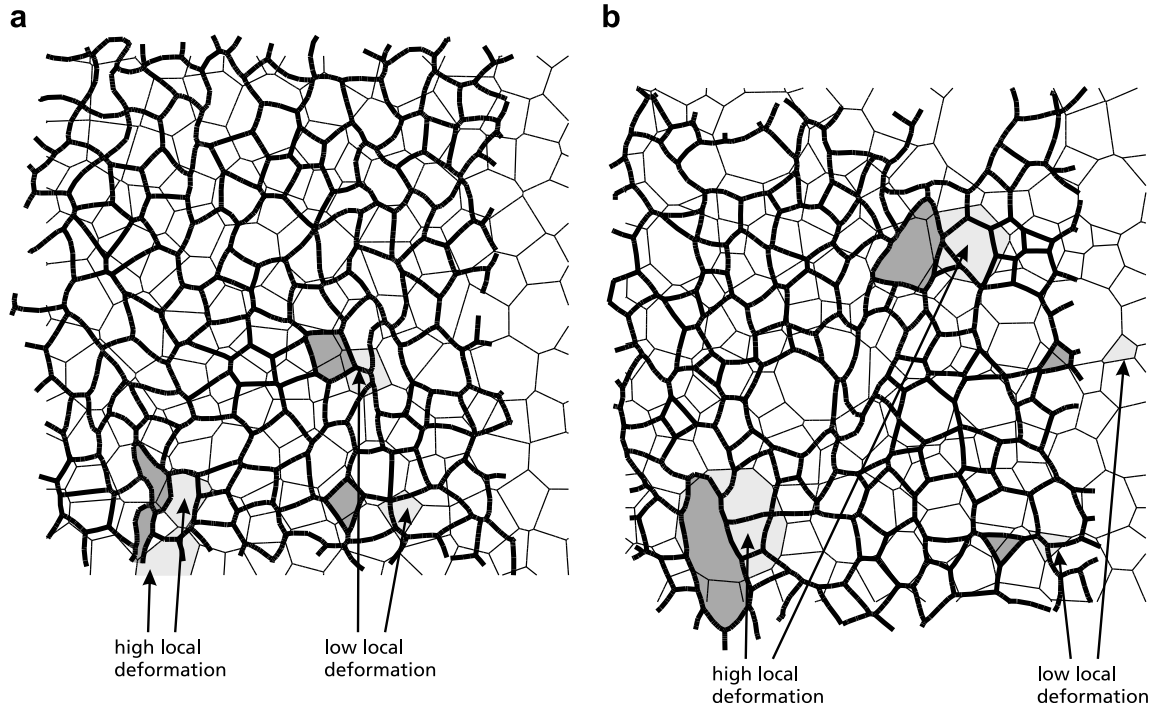 a
b
high local
deformation
low local
deformation
high local
deformation
low local
deformation